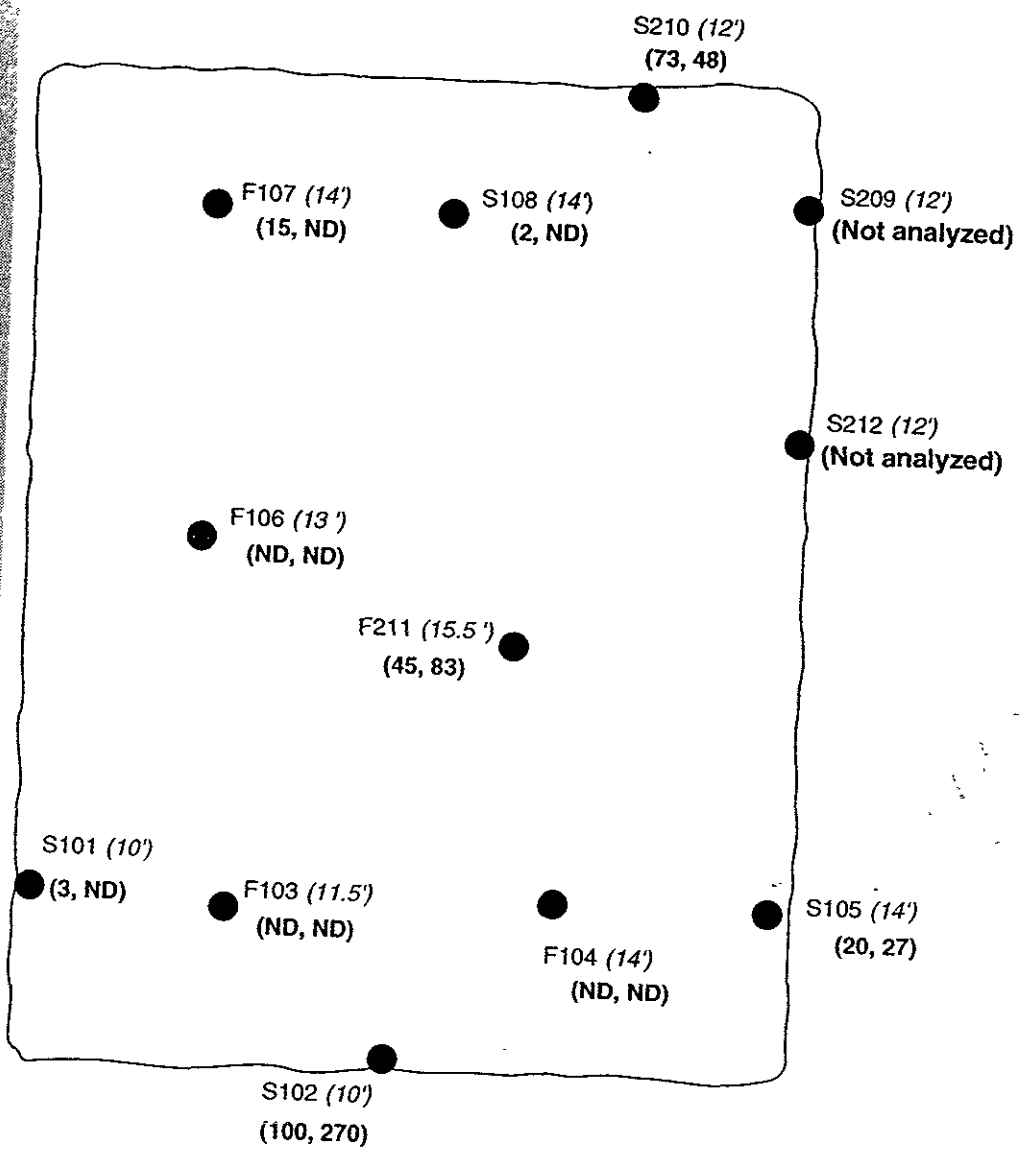 S210 (12')
(73, 48)
F107 (14')
(15, ND)
S108 (14')
(2, ND)
S209 (12')
(Not analyzed)
S212 (12')
(Not analyzed)
F106 (13 ')
(ND, ND)
F211 (15.5 ')
(45, 83)
S101 (10')
(3, ND)
F103 (11.5')
(ND, ND)
F104 (14')
(ND, ND)
S105 (14')
(20, 27)
S102 (10')
(100, 270)